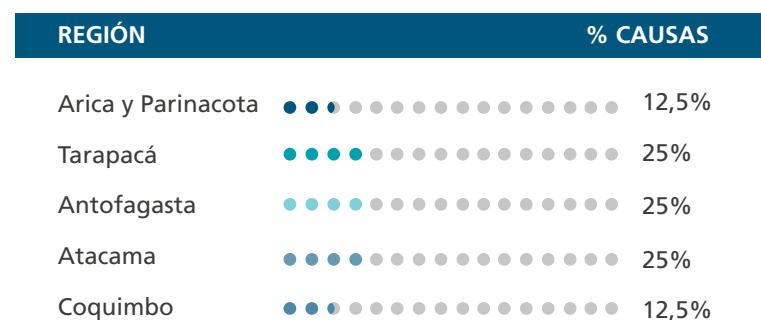 REGIÓN % CAUSAS
Arica y Parinacota 12,5%
Tarapacá 25%
Antofagasta 25%
Atacama 25%
Coquimbo 12,5%